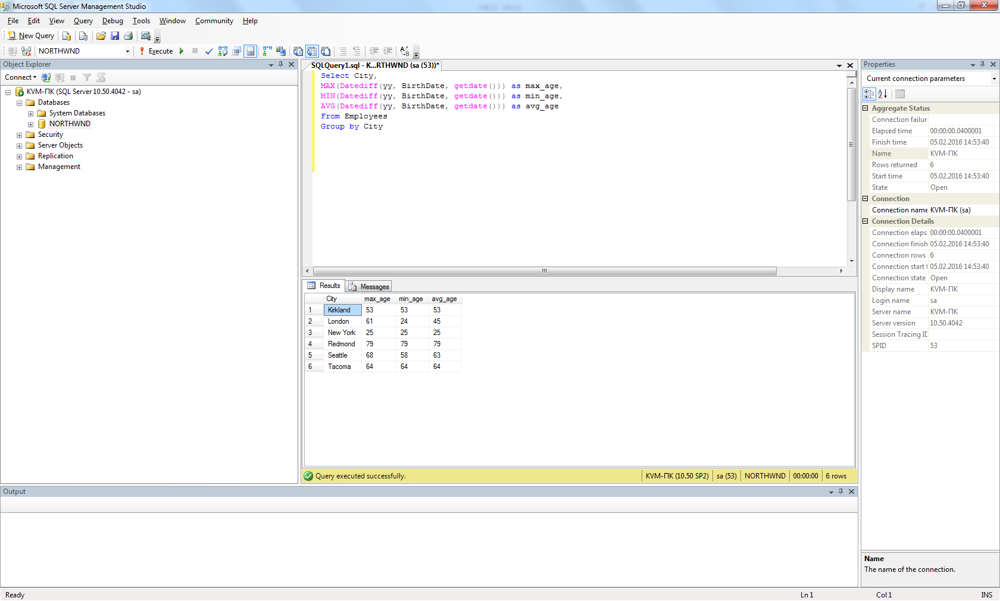 Microsoft SQL Server Management Studio
File Edit View Query Debug Tools Window Community Help
New Query
NORTHWND Execute
Object Explorer
Connect
KVM-ПК (SQL Server 10.50.4042 - sa)
Databases
System Databases
NORTHWND
Security
Server Objects
Replication
Management
SQLQuery1.sql - K...RTHWND (sa (53))*
Select City,
MAX(Datediff(yy, BirthDate, getdate())) as max_age,
MIN(Datediff(yy, BirthDate, getdate())) as min_age,
AVG(Datediff(yy, BirthDate, getdate())) as avg_age
From Employees
Group by City
Results Messages
City max_age min_age avg_age
1 Kirkland 53 53 53
2 London 61 24 45
3 New York 25 25 25
4 Redmond 79 79 79
5 Seattle 68 58 63
6 Tacoma 64 64 64
Query executed successfully. KVM-ПК (10.50 SP2) sa (53) NORTHWND 00:00:00 6 rows
Properties
Current connection parameters
Aggregate Status
Connection failur
Elapsed time 00:00:00.0400001
Finish time 05.02.2016 14:53:40
Name KVM-ПК
Rows returned 6
Start time 05.02.2016 14:53:40
State Open
Connection
Connection name KVM-ПК (sa)
Connection Details
Connection elaps 00:00:00.0400001
Connection finish 05.02.2016 14:53:40
Connection rows 6
Connection start t 05.02.2016 14:53:40
Connection state Open
Display name KVM-ПК
Login name sa
Server name KVM-ПК
Server version 10.50.4042
Session Tracing ID
SPID 53
Name
The name of the connection.
Output
Ready Ln 1 Col 1 INS